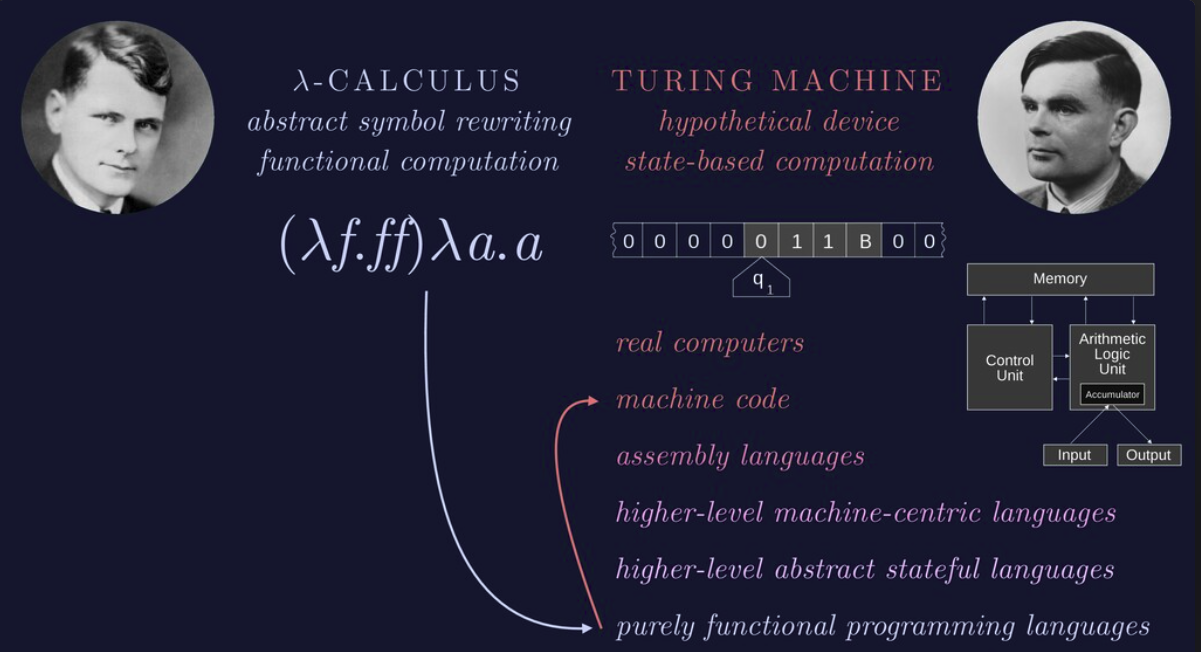 λ-CALCULUS
abstract symbol rewriting
functional computation
(λf.ff)λa.a
TURING MACHINE
hypothetical device
state-based computation
0 0 0 0 0 1 1 B 0 0
q1
real computers
machine code
assembly languages
higher-level machine-centric languages
higher-level abstract stateful languages
purely functional programming languages
Memory
Control
Unit
Arithmetic
Logic
Unit
Accumulator
Input
Output